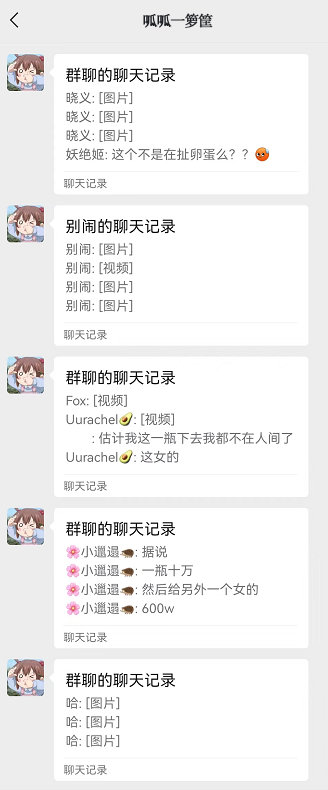 呱呱一箩筐
群聊的聊天记录
晓义: [图片]
晓义: [图片]
晓义: [图片]
妖绝姬: 这个不是在扯卵蛋么？？🥵
聊天记录
别闹的聊天记录
别闹: [图片]
别闹: [视频]
别闹: [图片]
别闹: [图片]
聊天记录
群聊的聊天记录
Fox: [视频]
Uurachel🥑: [视频]
: 估计我这一瓶下去我都不在人间了
Uurachel🥑: 这女的
聊天记录
群聊的聊天记录
🌸小邋遢🦔: 据说
🌸小邋遢🦔: 一瓶十万
🌸小邋遢🦔: 然后给另外一个女的
🌸小邋遢🦔: 600w
聊天记录
群聊的聊天记录
哈: [图片]
哈: [图片]
哈: [图片]
聊天记录